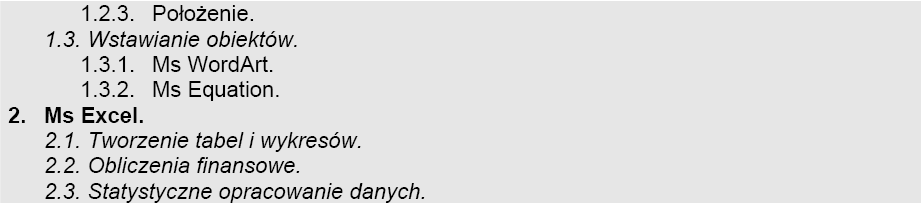 1.2.3. Położenie.
1.3. Wstawianie obiektów.
1.3.1. Ms WordArt.
1.3.2. Ms Equation.
2. Ms Excel.
2.1. Tworzenie tabel i wykresów.
2.2. Obliczenia finansowe.
2.3. Statystyczne opracowanie danych.